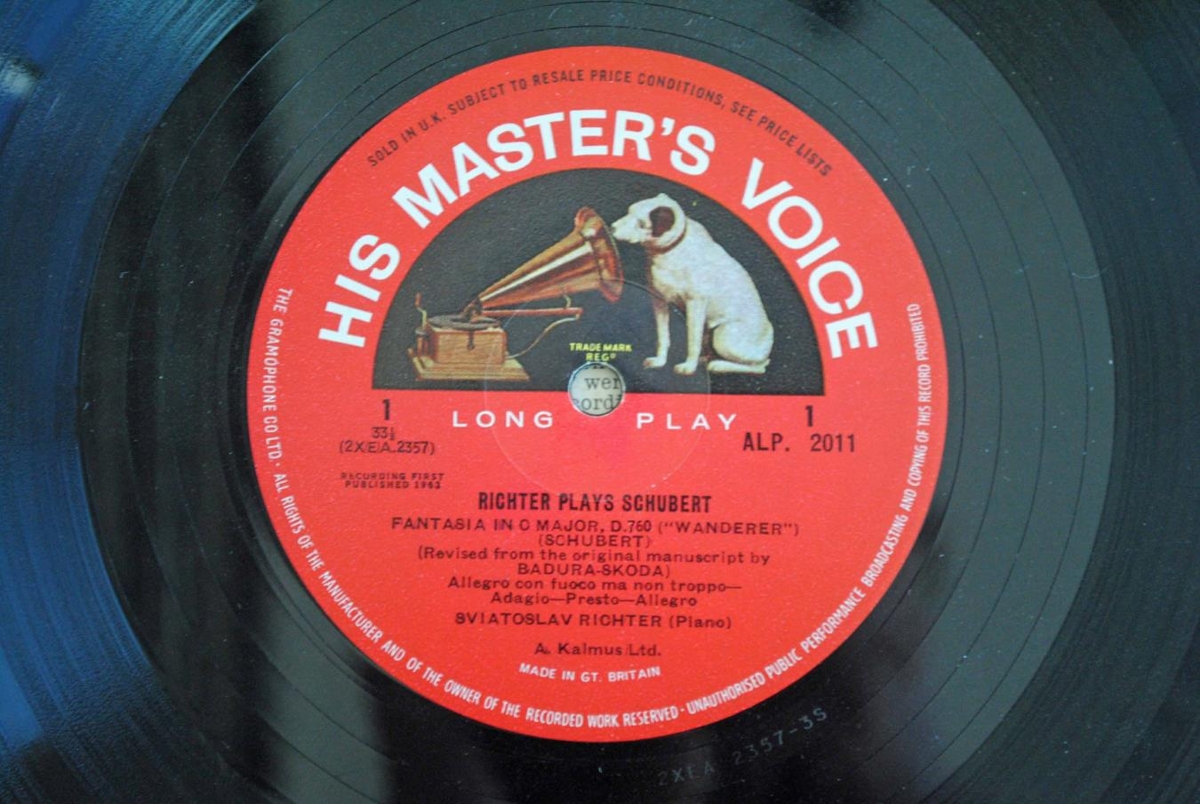 SOLD IN U.K. SUBJECT TO RESALE PRICE CONDITIONS, SEE PRICE LISTS
HIS MASTER'S VOICE
TRADE MARK
REGD
wer
cord
LONG PLAY
1
33⅓
(2XEA.2357)
1
ALP. 2011
RECORDING FIRST
PUBLISHED 1963
RICHTER PLAYS SCHUBERT
FANTASIA IN C MAJOR, D.760 ("WANDERER")
(SCHUBERT)
(Revised from the original manuscript by
BADURA-SKODA)
Allegro con fuoco ma non troppo—
Adagio—Presto—Allegro
SVIATOSLAV RICHTER (Piano)
A. Kalmus Ltd.
MADE IN GT. BRITAIN
THE GRAMOPHONE CO LTD · ALL RIGHTS OF THE MANUFACTURER AND OF THE OWNER OF THE RECORDED WORK RESERVED · UNAUTHORISED PUBLIC PERFORMANCE BROADCASTING AND COPYING OF THIS RECORD PROHIBITED
2XEA 2357-3S